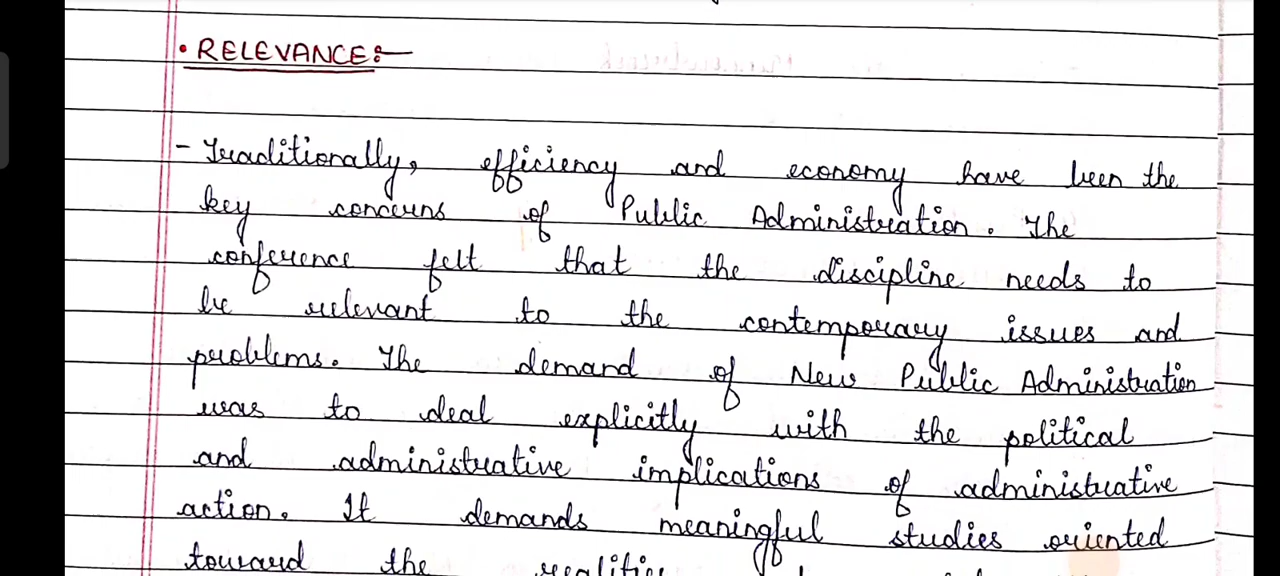 • RELEVANCE:-
- Traditionally, efficiency and economy have been the
key concerns of Public Administration. The
conference felt that the discipline needs to
be relevant to the contemporary issues and
problems. The demand of New Public Administration
was to deal explicitly with the political
and administrative implications of administrative
action. It demands meaningful studies oriented
toward the realities